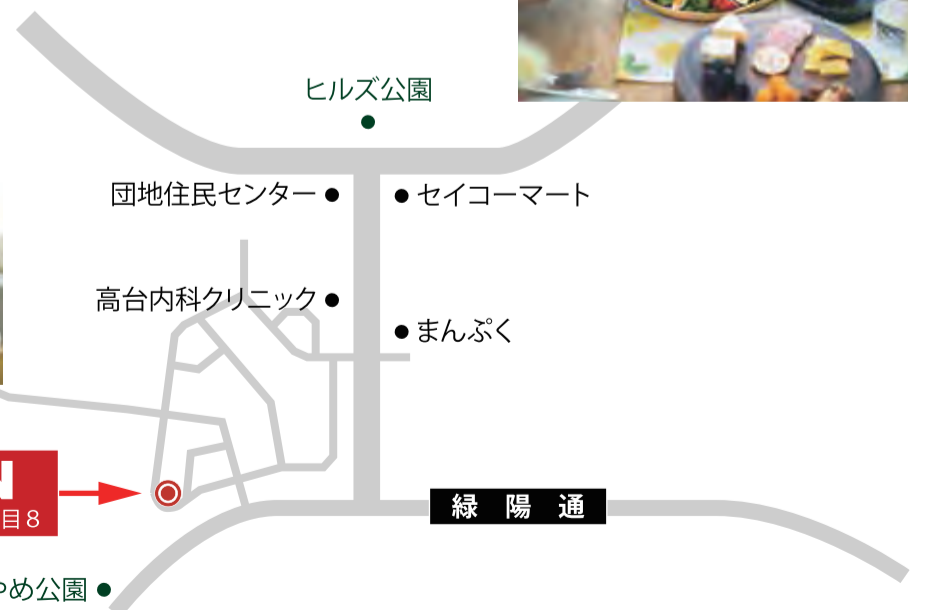 ヒルズ公園
団地住民センター
セイコーマート
高台内科クリニック
まんぷく
緑陽通
目8
め公園